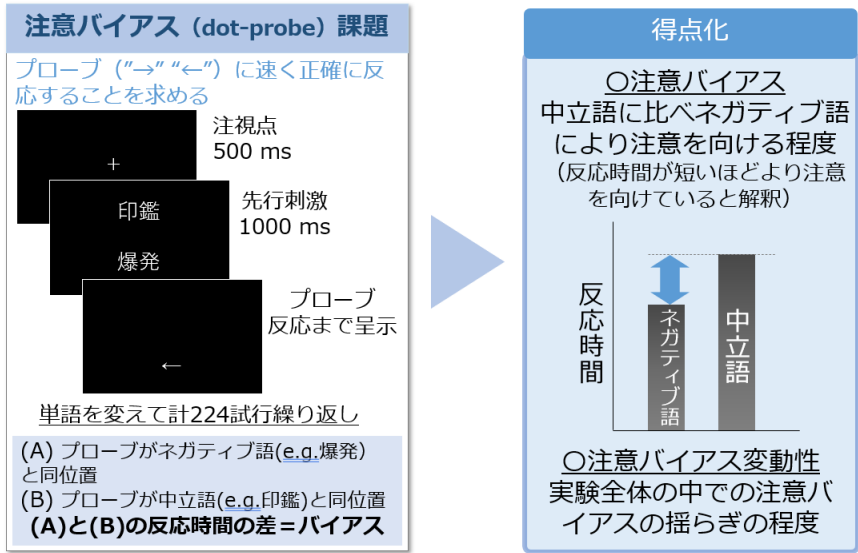 注意バイアス（dot-probe）課題
プローブ（”→” “←”）に速く正確に反
応することを求める
注視点
500 ms
+
先行刺激
1000 ms
印鑑
爆発
プローブ
反応まで呈示
←
単語を変えて計224試行繰り返し
(A) プローブがネガティブ語(e.g.爆発）
と同位置
(B) プローブが中立語(e.g.印鑑)と同位置
(A)と(B)の反応時間の差＝バイアス
得点化
〇注意バイアス
中立語に比べネガティブ語
により注意を向ける程度
（反応時間が短いほどより注意
を向けていると解釈）
反応時間
ネガティブ語
中立語
〇注意バイアス変動性
実験全体の中での注意バ
イアスの揺らぎの程度